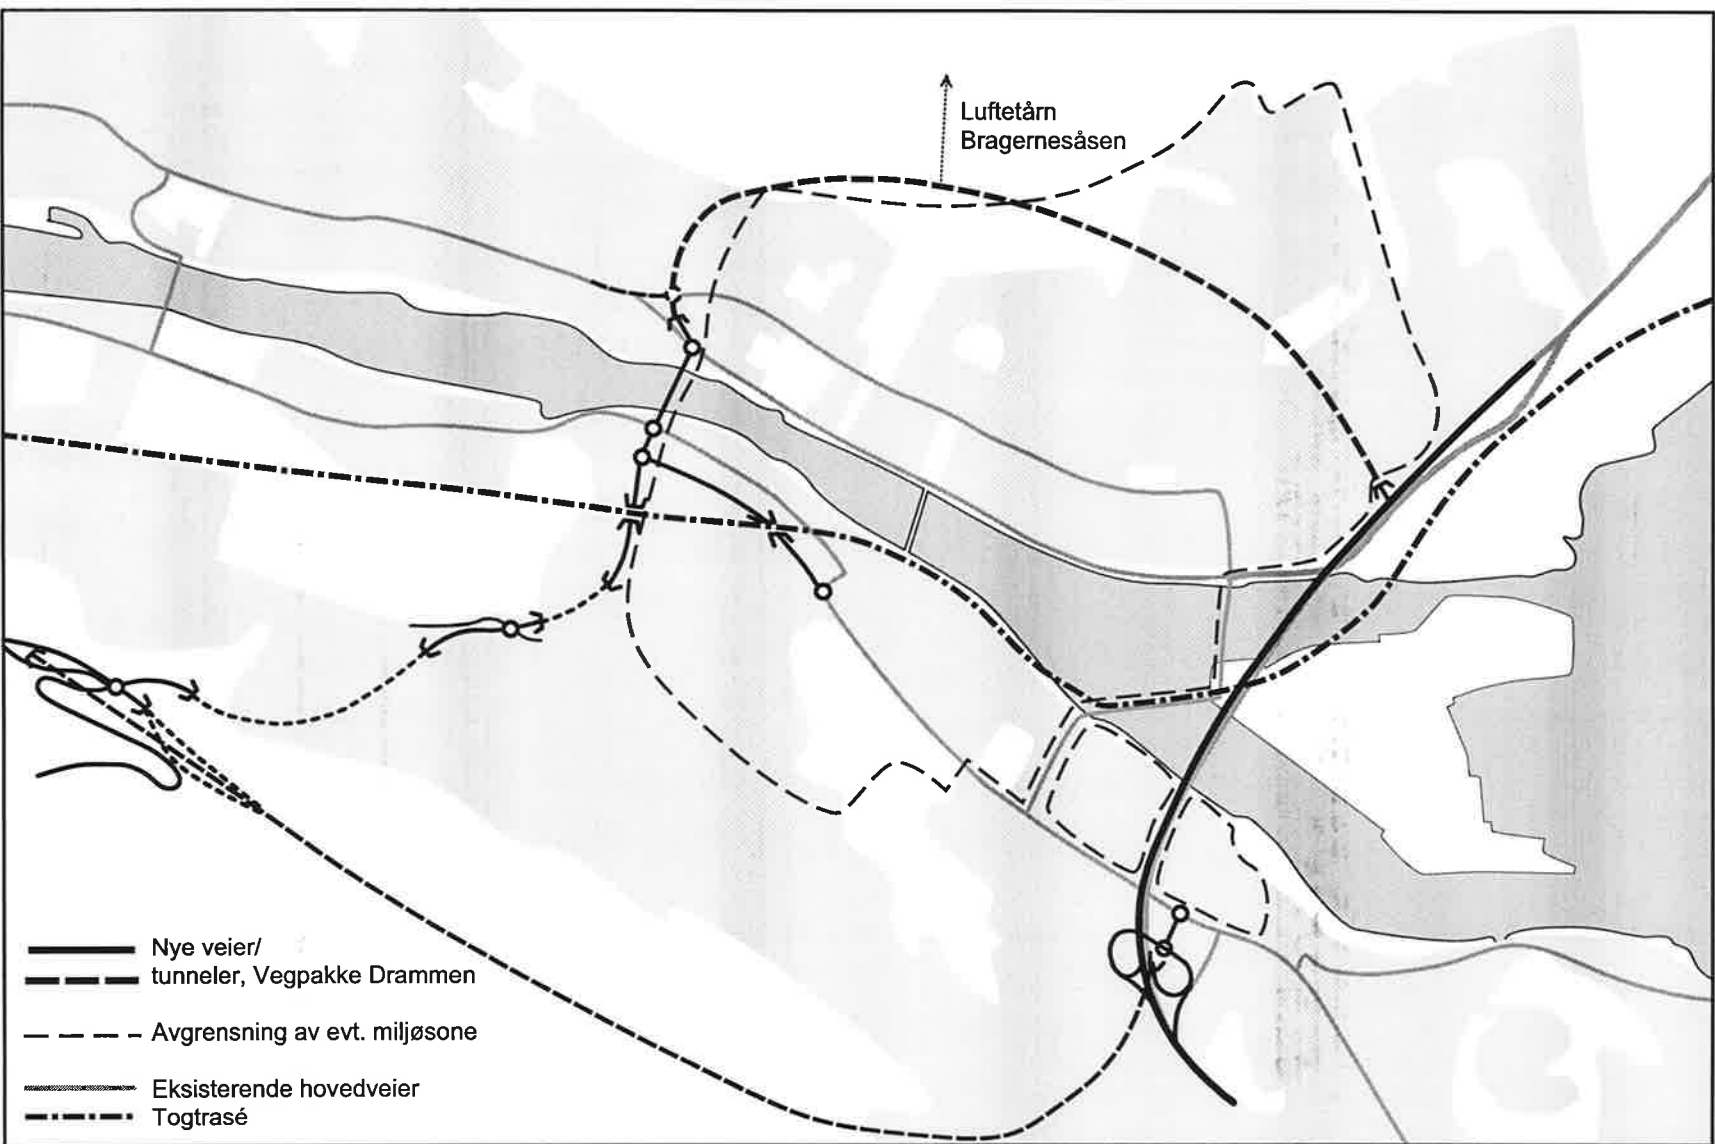 Luftetårn
Bragernesåsen
Nye veier/
tunneler, Vegpakke Drammen
Avgrensning av evt. miljøsone
Eksisterende hovedveier
Togtrasé